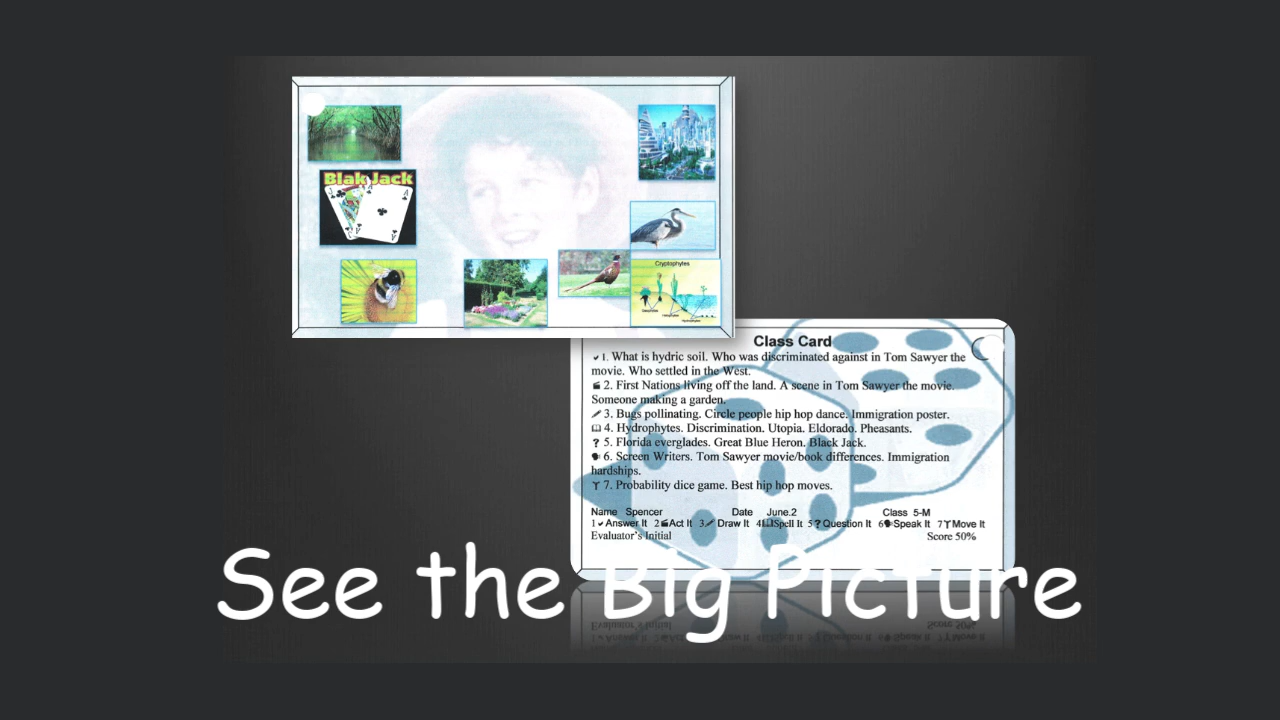 Blak Jack
Cryptophytes
Class Card
✓ 1. What is hydric soil. Who was discriminated against in Tom Sawyer the
movie. Who settled in the West.
2. First Nations living off the land. A scene in Tom Sawyer the movie.
Someone making a garden.
3. Bugs pollinating. Circle people hip hop dance. Immigration poster.
4. Hydrophytes. Discrimination. Utopia. Eldorado. Pheasants.
? 5. Florida everglades. Great Blue Heron. Black Jack.
6. Screen Writers. Tom Sawyer movie/book differences. Immigration
hardships.
7. Probability dice game. Best hip hop moves.
Name Spencer Date June.2 Class 5-M
1 ✓ Answer It 2 Act It 3 Draw It 4 Spell It 5 ? Question It 6 Speak It 7 Move It
Evaluator's Initial Score 50%
See the Big Picture